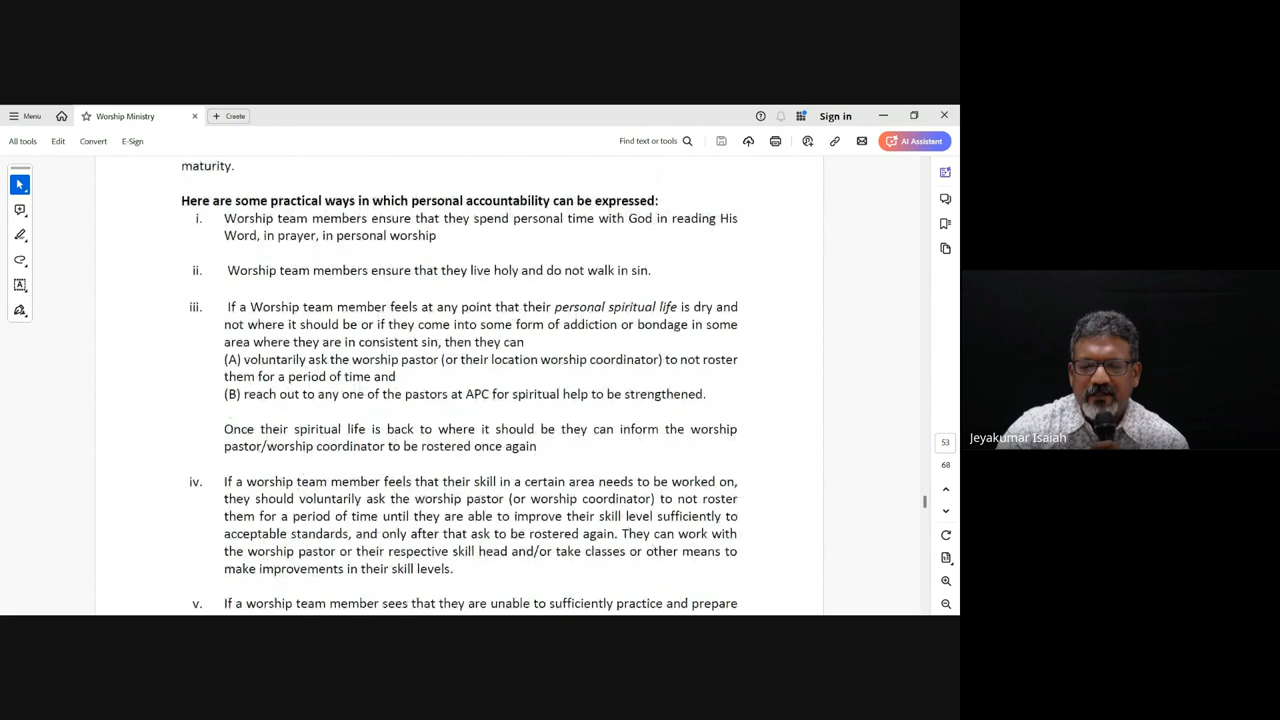 Menu
Worship Ministry
Create
Sign in
All tools
Edit
Convert
E-Sign
Find text or tools
AI Assistant
maturity.
Here are some practical ways in which personal accountability can be expressed:
i. Worship team members ensure that they spend personal time with God in reading His
Word, in prayer, in personal worship
ii. Worship team members ensure that they live holy and do not walk in sin.
iii. If a Worship team member feels at any point that their personal spiritual life is dry and
not where it should be or if they come into some form of addiction or bondage in some
area where they are in consistent sin, then they can
(A) voluntarily ask the worship pastor (or their location worship coordinator) to not roster
them for a period of time and
(B) reach out to any one of the pastors at APC for spiritual help to be strengthened.
Once their spiritual life is back to where it should be they can inform the worship
pastor/worship coordinator to be rostered once again
iv. If a worship team member feels that their skill in a certain area needs to be worked on,
they should voluntarily ask the worship pastor (or worship coordinator) to not roster
them for a period of time until they are able to improve their skill level sufficiently to
acceptable standards, and only after that ask to be rostered again. They can work with
the worship pastor or their respective skill head and/or take classes or other means to
make improvements in their skill levels.
v. If a worship team member sees that they are unable to sufficiently practice and prepare
53
68
Jeyakumar Isaiah